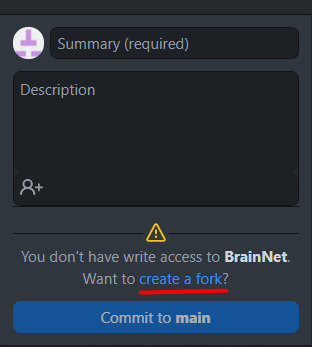 Summary (required)
Description
You don't have write access to BrainNet.
Want to create a fork?
Commit to main